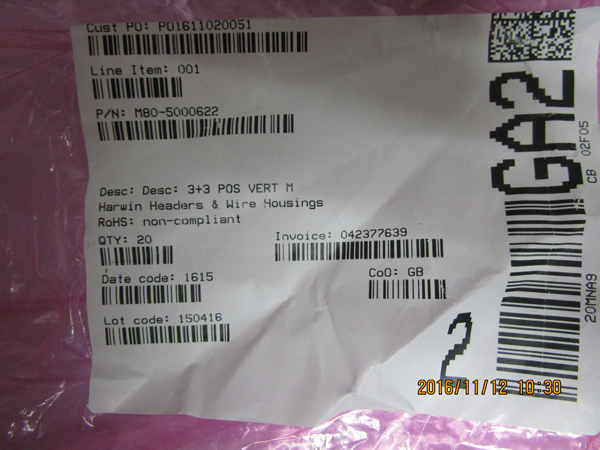 Cust PO: PO1611020051
Line Item: 001
P/N: M80-5000622
Desc: Desc: 3+3 POS VERT M
Harwin Headers & Wire Housings
RoHS: non-compliant
QTY: 20
Invoice: 042377639
Date code: 1615
CoO: GB
Lot code: 150416
GA2
2
CB 02F05
20MNA9
2016/11/12 10:30